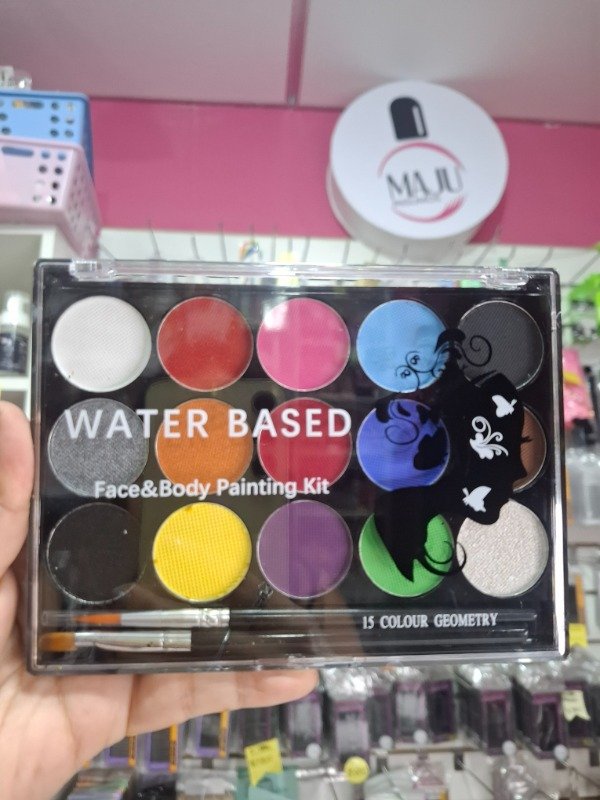 MAJU
WATER BASED
Face&Body Painting Kit
15 COLOUR GEOMETRY